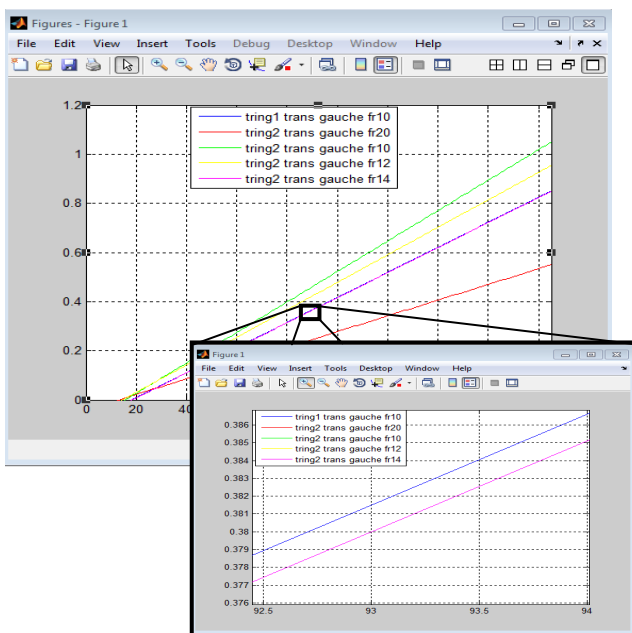 Figures - Figure 1
File Edit View Insert Tools Debug Desktop Window Help
1.2
tring1 trans gauche fr10
tring2 trans gauche fr20
tring2 trans gauche fr10
tring2 trans gauche fr12
tring2 trans gauche fr14
1
0.8
0.6
0.4
0.2
0
0 20 40
Figure 1
File Edit View Insert Tools Desktop Window Help
tring1 trans gauche fr10
tring2 trans gauche fr20
tring2 trans gauche fr10
tring2 trans gauche fr12
tring2 trans gauche fr14
0.386
0.385
0.384
0.383
0.382
0.381
0.38
0.379
0.378
0.377
0.376
92.5 93 93.5 94